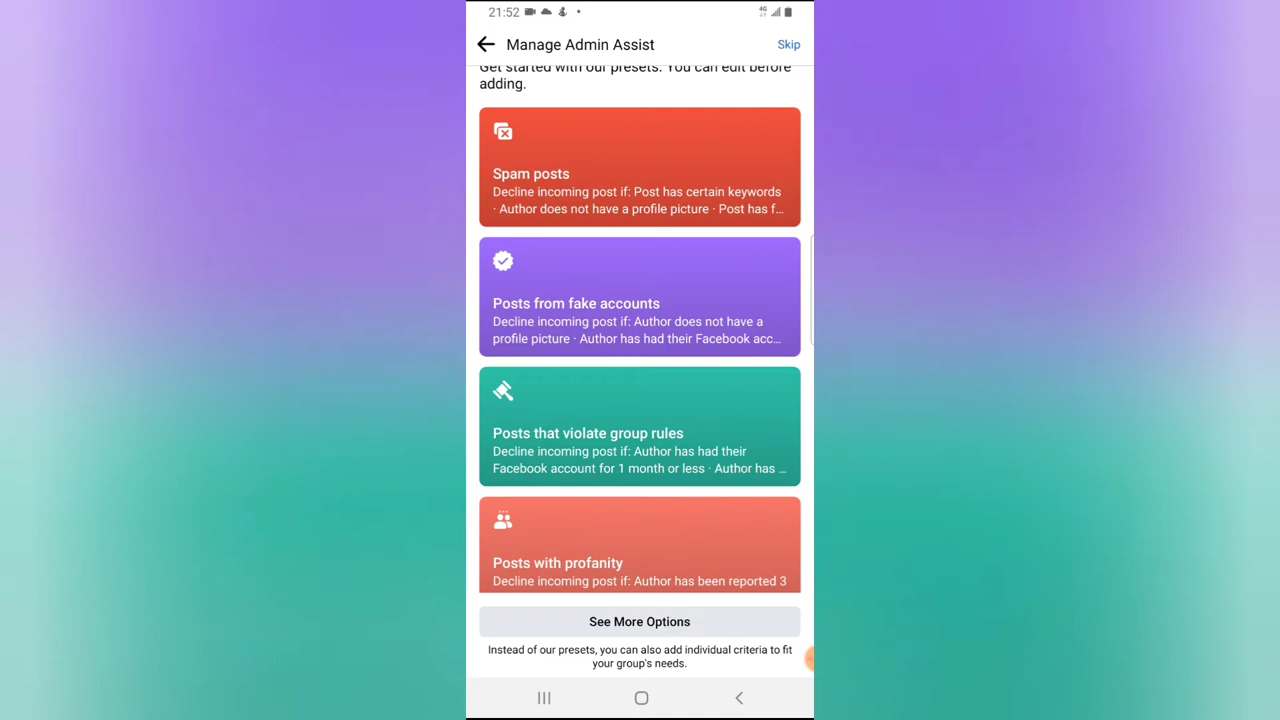 21:52
4G
Manage Admin Assist
Skip
Get started with our presets. You can edit before
adding.
Spam posts
Decline incoming post if: Post has certain keywords
· Author does not have a profile picture · Post has f...
Posts from fake accounts
Decline incoming post if: Author does not have a
profile picture · Author has had their Facebook acc...
Posts that violate group rules
Decline incoming post if: Author has had their
Facebook account for 1 month or less · Author has ...
Posts with profanity
Decline incoming post if: Author has been reported 3
See More Options
Instead of our presets, you can also add individual criteria to fit
your group's needs.